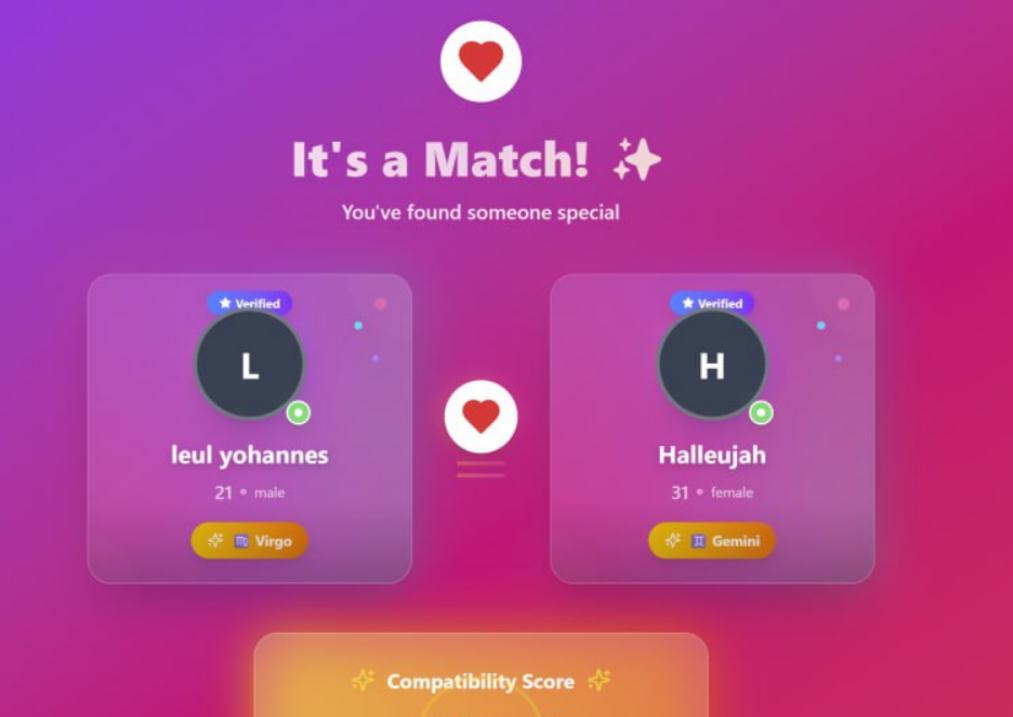 It's a Match! ✨
You've found someone special
★ Verified
L
leul yohannes
21 • male
♍ Virgo
★ Verified
H
Halleujah
31 • female
♊ Gemini
Compatibility Score